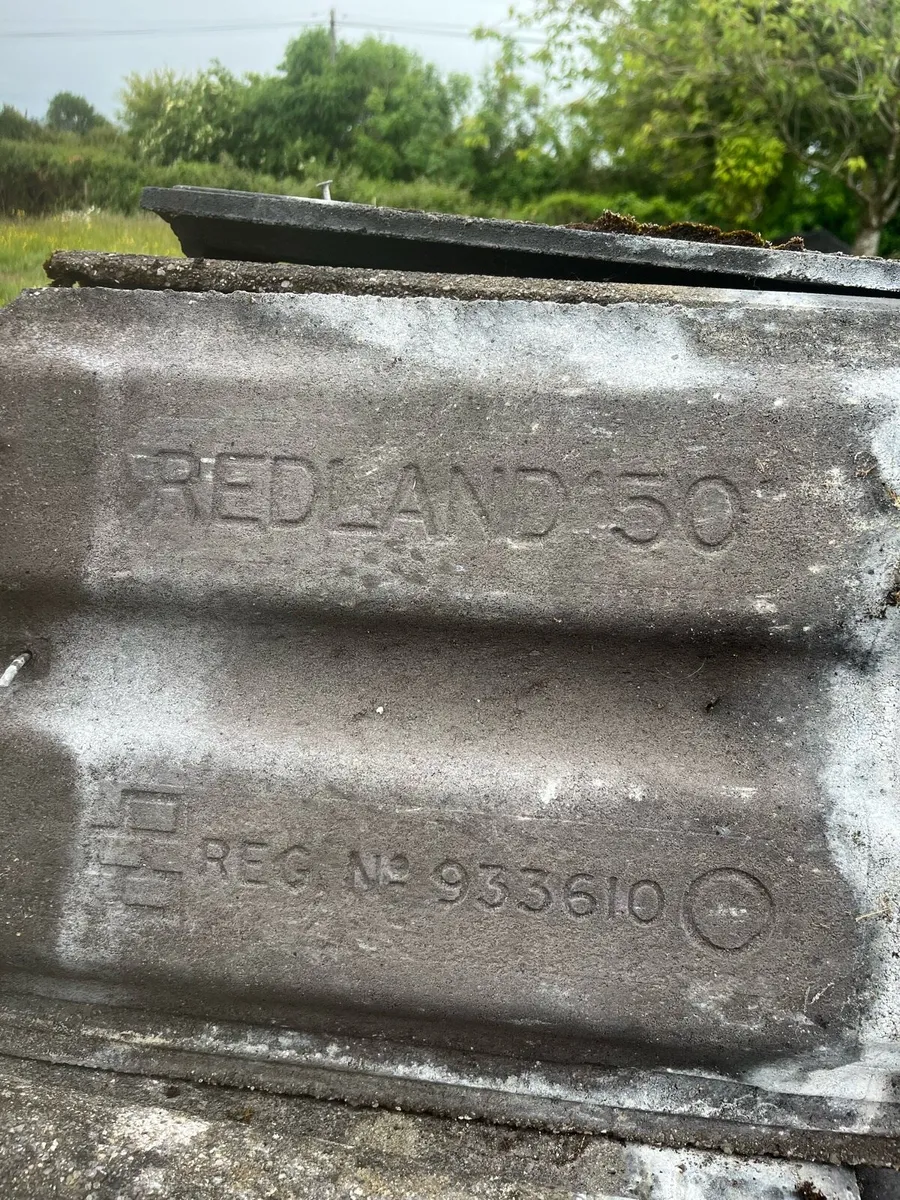 REDLAND '50'
REG Nº 933610